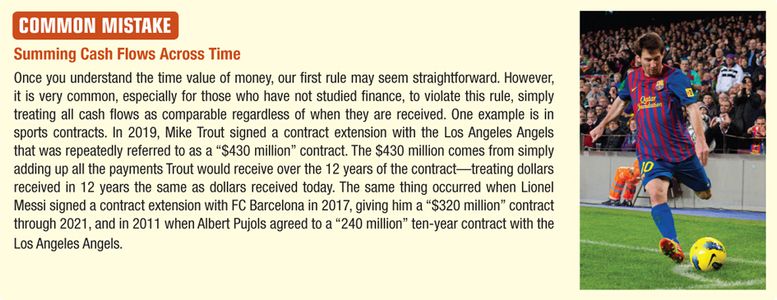 COMMON MISTAKE
Summing Cash Flows Across Time
Once you understand the time value of money, our first rule may seem straightforward. However,
it is very common, especially for those who have not studied finance, to violate this rule, simply
treating all cash flows as comparable regardless of when they are received. One example is in
sports contracts. In 2019, Mike Trout signed a contract extension with the Los Angeles Angels
that was repeatedly referred to as a “$430 million” contract. The $430 million comes from simply
adding up all the payments Trout would receive over the 12 years of the contract—treating dollars
received in 12 years the same as dollars received today. The same thing occurred when Lionel
Messi signed a contract extension with FC Barcelona in 2017, giving him a “$320 million” contract
through 2021, and in 2011 when Albert Pujols agreed to a “240 million” ten-year contract with the
Los Angeles Angels.
Qatar
Foundation
10